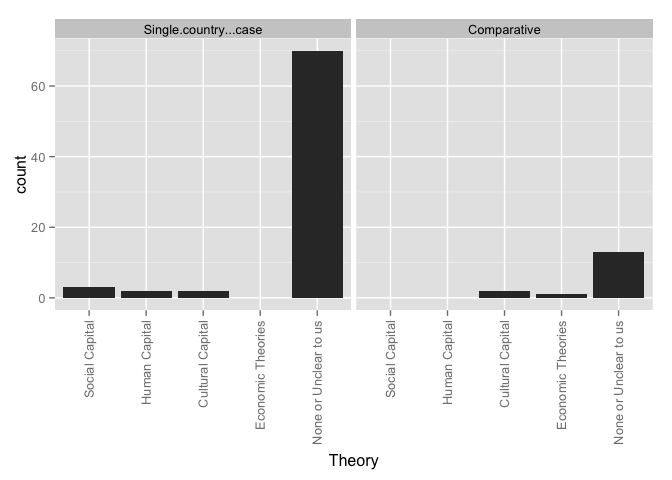 Single.country...case
Comparative
count
60
40
20
0
Social Capital
Human Capital
Cultural Capital
Economic Theories
None or Unclear to us
Social Capital
Human Capital
Cultural Capital
Economic Theories
None or Unclear to us
Theory